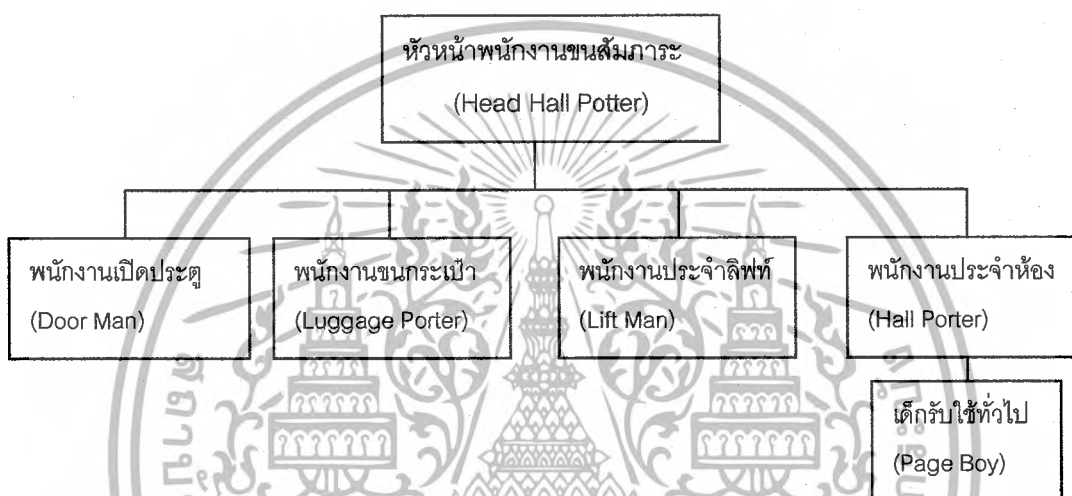 หัวหน้าพนักงานขนสัมภาระ
(Head Hall Potter)
พนักงานเปิดประตู
(Door Man)
พนักงานขนกระเป๋า
(Luggage Porter)
พนักงานประจำลิฟท์
(Lift Man)
พนักงานประจำห้อง
(Hall Porter)
เด็กรับใช้ทั่วไป
(Page Boy)